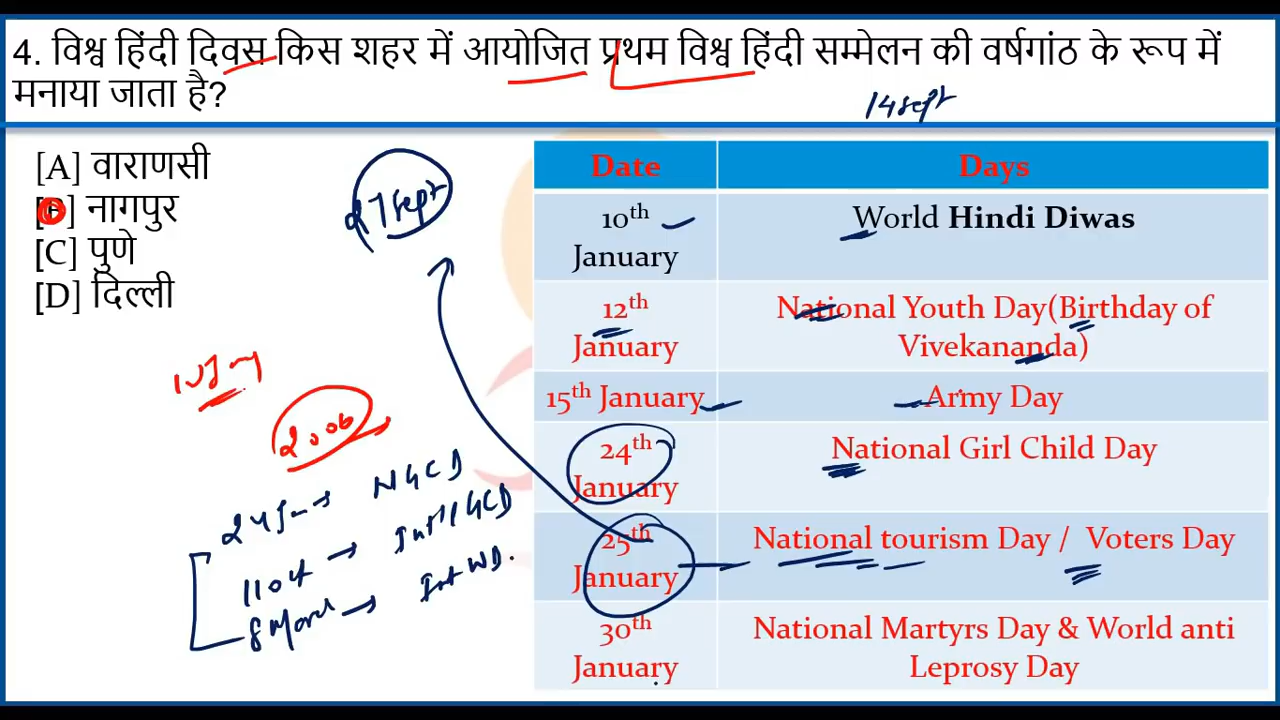 4. विश्व हिंदी दिवस किस शहर में आयोजित प्रथम विश्व हिंदी सम्मेलन की वर्षगांठ के रूप में
मनाया जाता है?
14 sept
[A] वाराणसी
नागपुर
[C] पुणे
[D] दिल्ली
27 sept
Date Days
10th January World Hindi Diwas
12th January National Youth Day(Birthday of
Vivekananda)
15th January Army Day
24th January National Girl Child Day
25th January National tourism Day / Voters Day
30th January National Martyrs Day & World anti
Leprosy Day
2006
24 Jan → NGCD
11 Oct → Int'l GCD
8 March → Int WD